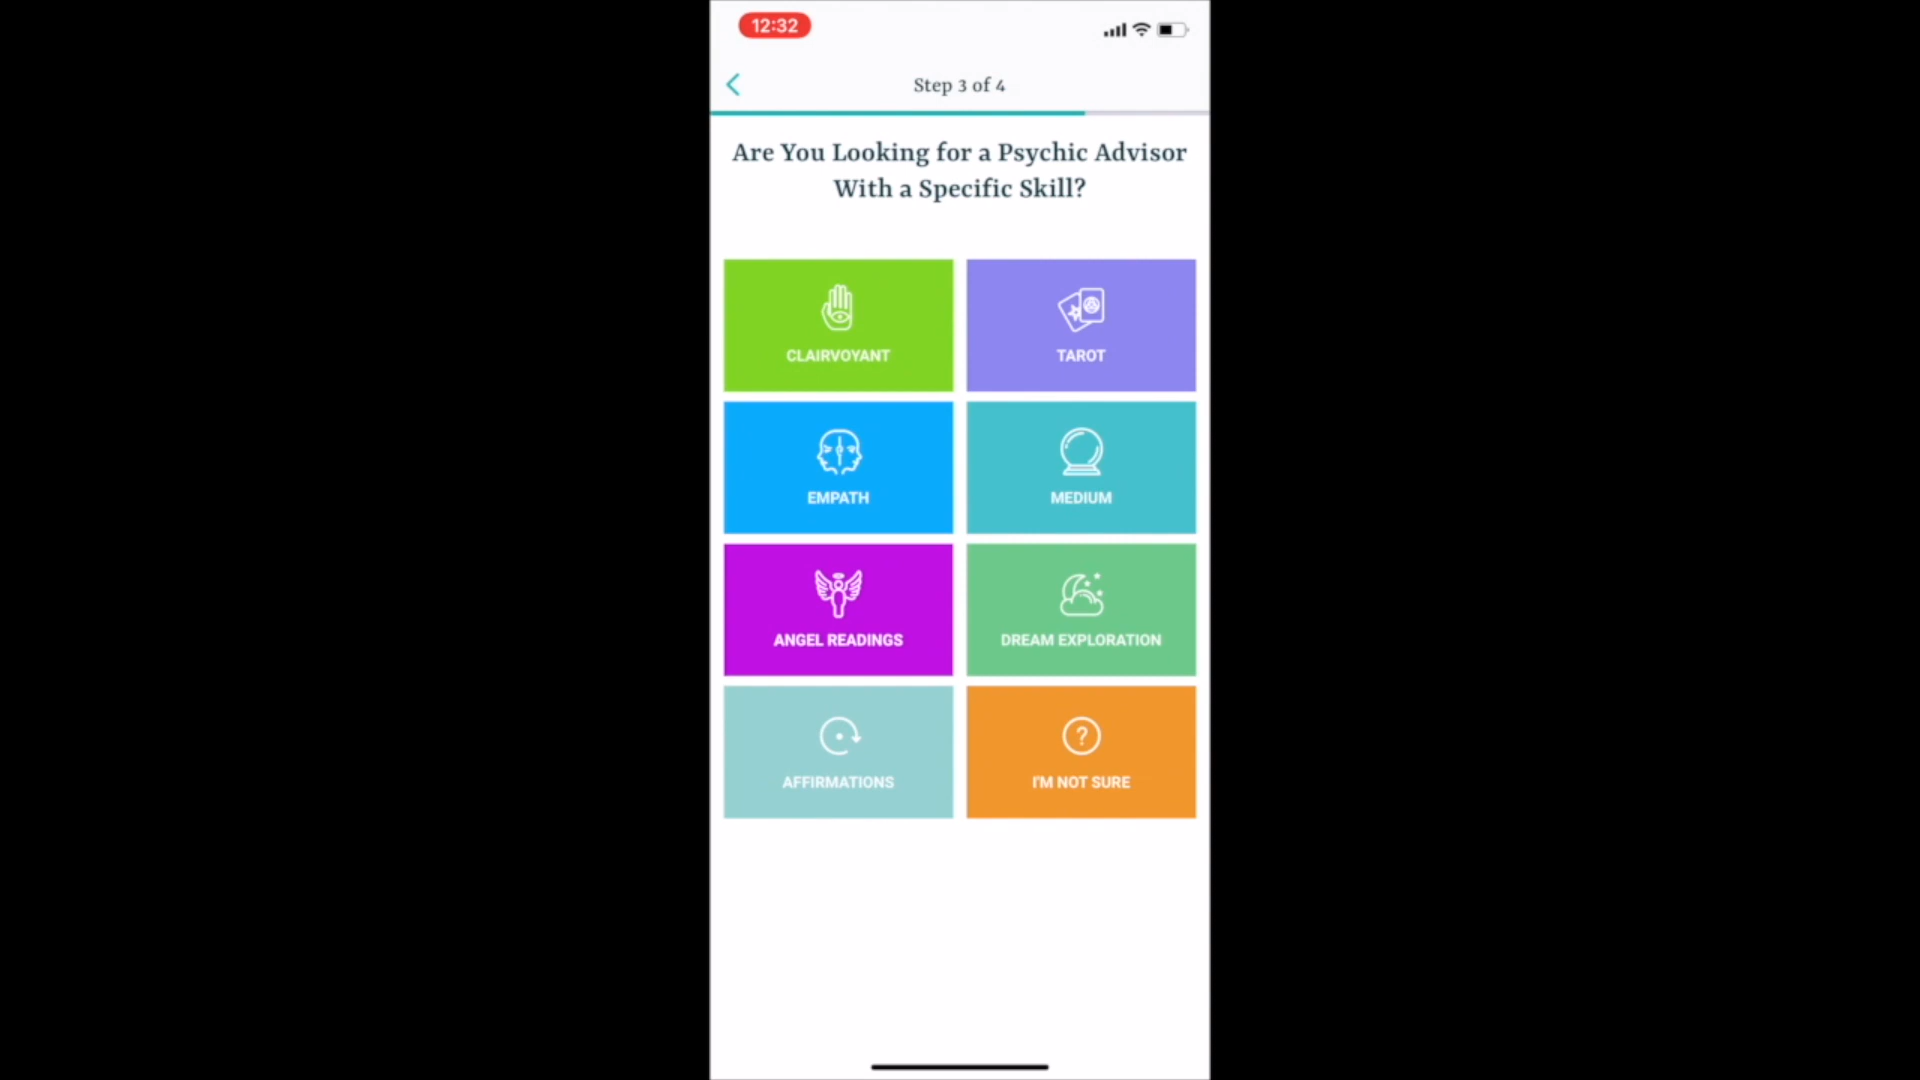 12:32
Step 3 of 4
Are You Looking for a Psychic Advisor
With a Specific Skill?
CLAIRVOYANT
TAROT
EMPATH
MEDIUM
ANGEL READINGS
DREAM EXPLORATION
AFFIRMATIONS
?
I'M NOT SURE